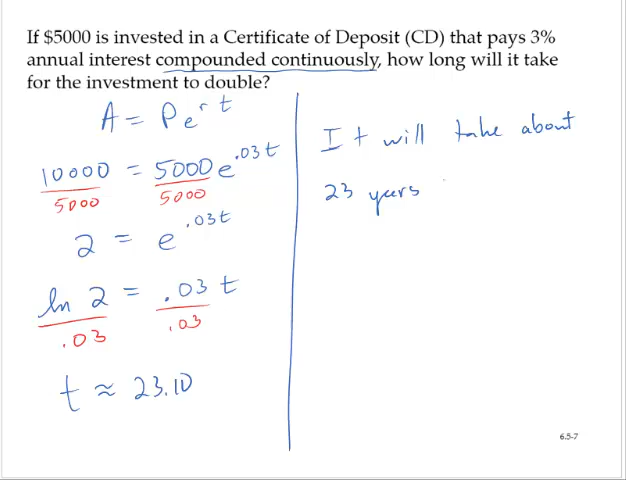 If $5000 is invested in a Certificate of Deposit (CD) that pays 3%
annual interest compounded continuously, how long will it take
for the investment to double?
A = Pe^rt
10000 = 5000 e^.03t
5000 5000
2 = e^.03t
ln 2 = .03 t
.03 .03
t ≈ 23.10
It will take about
23 years
6.5-7